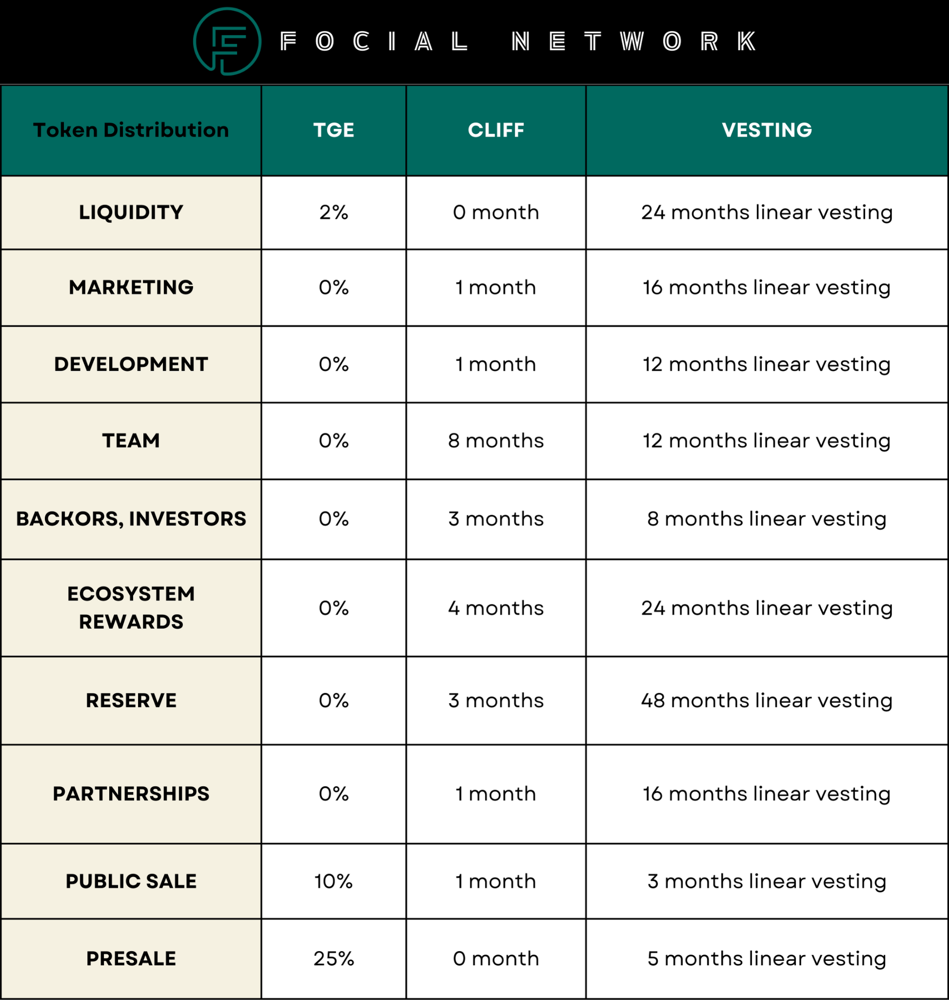 FOCIAL NETWORK
Token Distribution TGE CLIFF VESTING
LIQUIDITY 2% 0 month 24 months linear vesting
MARKETING 0% 1 month 16 months linear vesting
DEVELOPMENT 0% 1 month 12 months linear vesting
TEAM 0% 8 months 12 months linear vesting
BACKORS, INVESTORS 0% 3 months 8 months linear vesting
ECOSYSTEM
REWARDS 0% 4 months 24 months linear vesting
RESERVE 0% 3 months 48 months linear vesting
PARTNERSHIPS 0% 1 month 16 months linear vesting
PUBLIC SALE 10% 1 month 3 months linear vesting
PRESALE 25% 0 month 5 months linear vesting